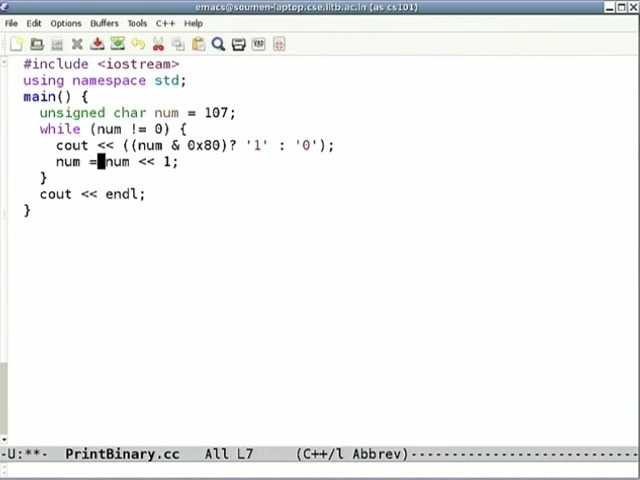 emacs@soumen-laptop.cse.iitb.ac.in (as cs101)
File Edit Options Buffers Tools C++ Help
#include <iostream>
using namespace std;
main() {
unsigned char num = 107;
while (num != 0) {
cout << ((num & 0x80)? '1' : '0');
num = num << 1;
}
cout << endl;
}
-U:**- PrintBinary.cc All L7 (C++/l Abbrev)